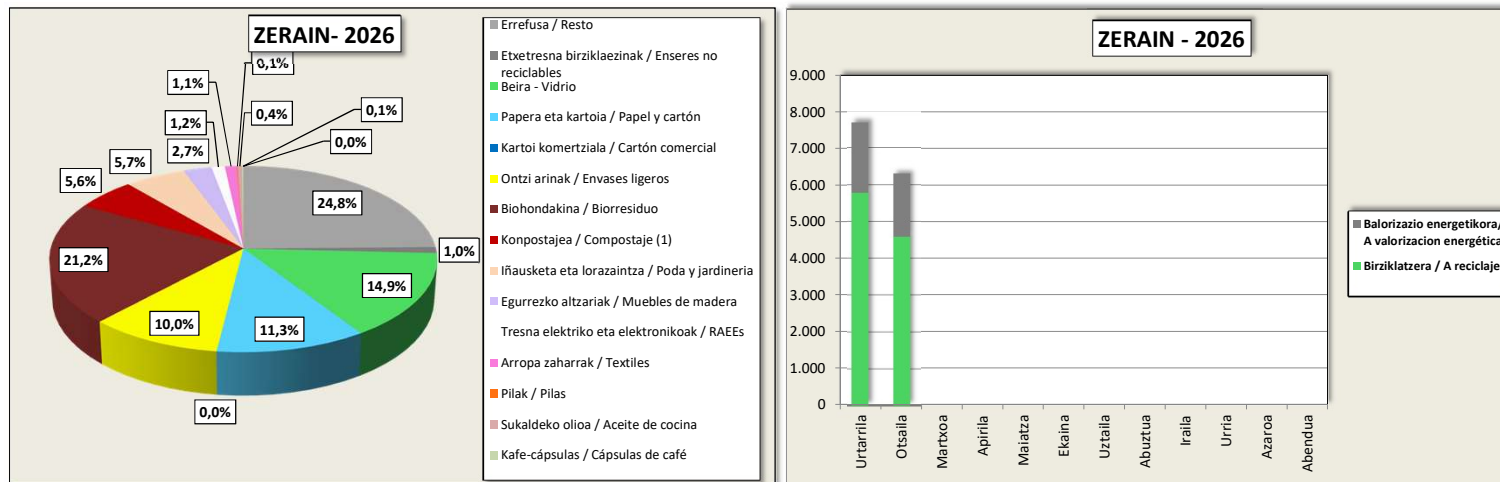 ZERAIN- 2026
0,1%
1,1%
0,4%
0,1%
1,2%
0,0%
5,7%
2,7%
5,6%
24,8%
1,0%
21,2%
14,9%
10,0%
11,3%
0,0%
Errefusa / Resto
Etxetresna birziklaezinak / Enseres no
reciclables
Beira - Vidrio
Papera eta kartoia / Papel y cartón
Kartoi komertziala / Cartón comercial
Ontzi arinak / Envases ligeros
Biohondakina / Biorresiduo
Konpostajea / Compostaje (1)
Iñausketa eta lorazaintza / Poda y jardineria
Egurrezko altzariak / Muebles de madera
Tresna elektriko eta elektronikoak / RAEEs
Arropa zaharrak / Textiles
Pilak / Pilas
Sukaldeko olioa / Aceite de cocina
Kafe-cápsulas / Cápsulas de café
ZERAIN - 2026
9.000
8.000
7.000
6.000
5.000
4.000
3.000
2.000
1.000
0
Urtarrila
Otsaila
Martxoa
Apirila
Maiatza
Ekaina
Uztaila
Abuztua
Iraila
Urria
Azaroa
Abendua
Balorizazio energetikora/
A valorizacion energética
Birziklatzera / A reciclaje